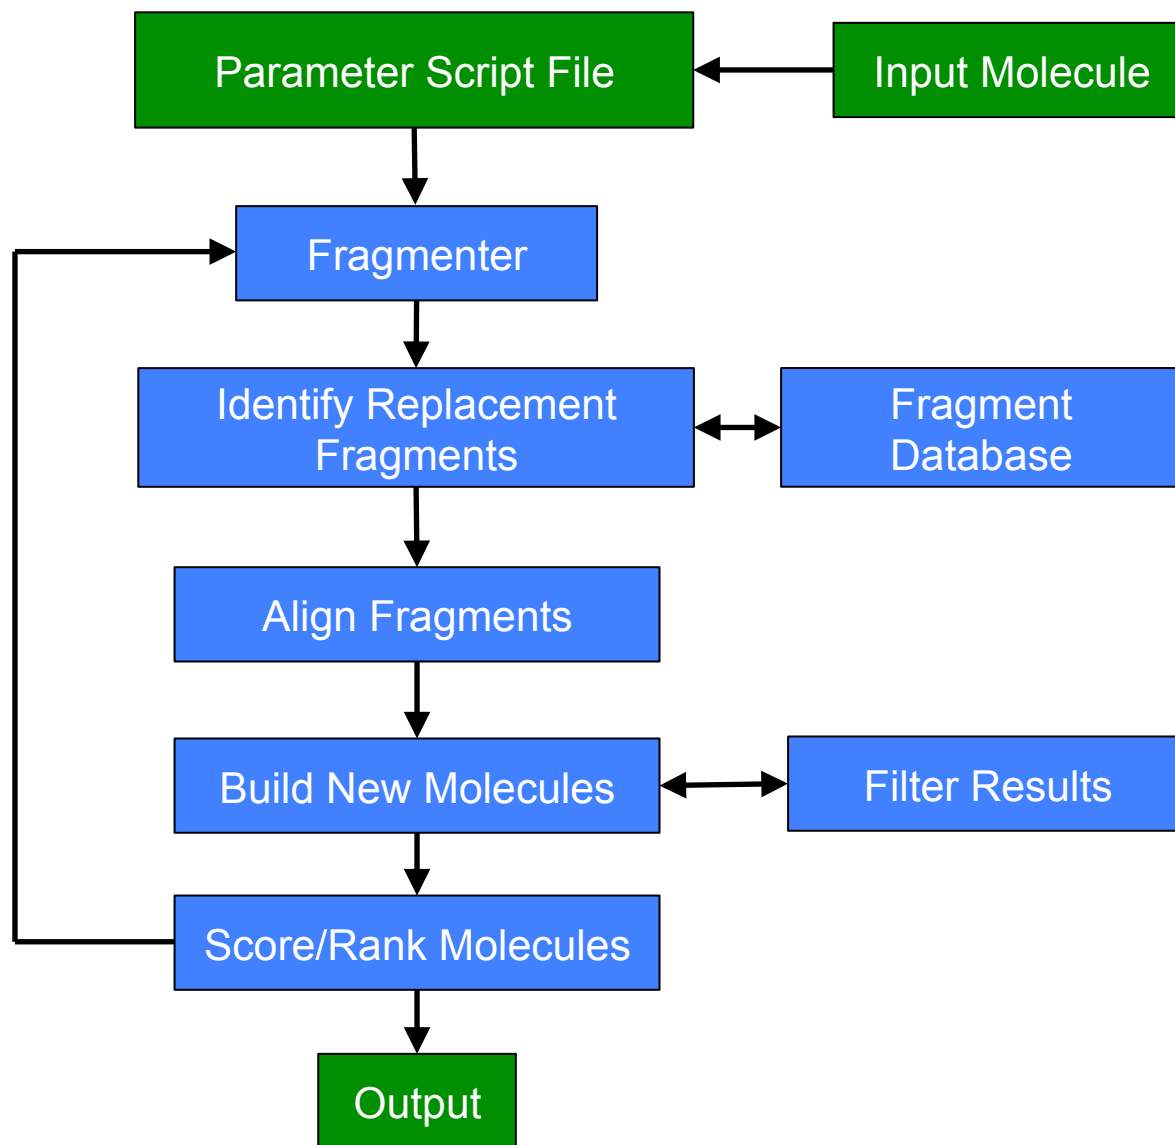 Parameter Script File
Input Molecule
Fragmenter
Identify Replacement
Fragments
Fragment
Database
Align Fragments
Build New Molecules
Filter Results
Score/Rank Molecules
Output